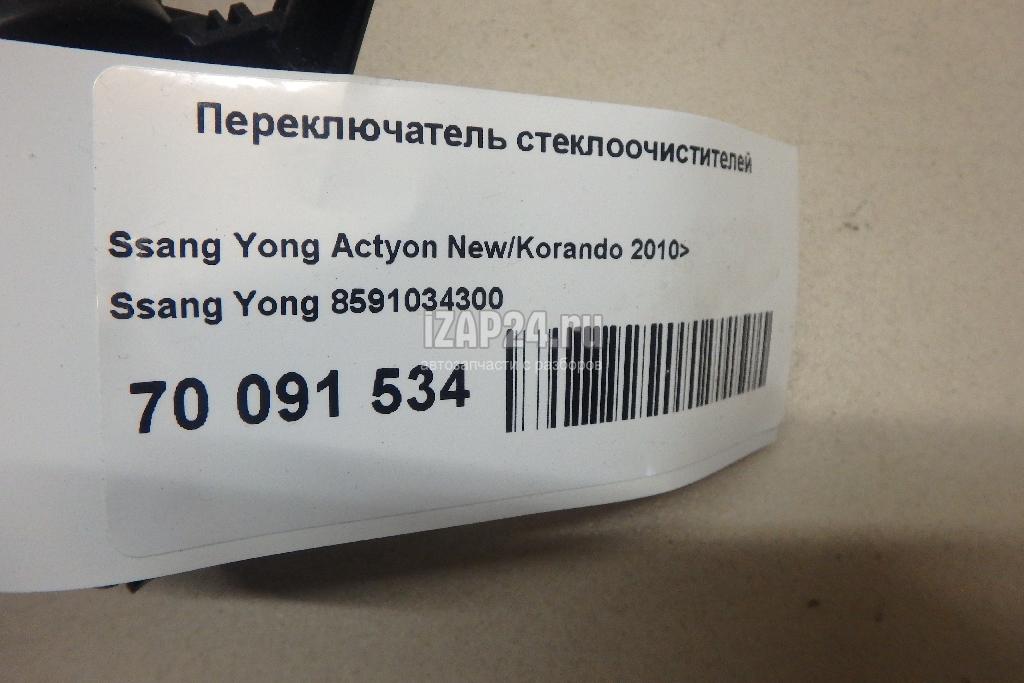 Переключатель стеклоочистителей
Ssang Yong Actyon New/Korando 2010>
Ssang Yong 8591034300
iZAP24.ru
автозапчасти с разборов
70 091 534